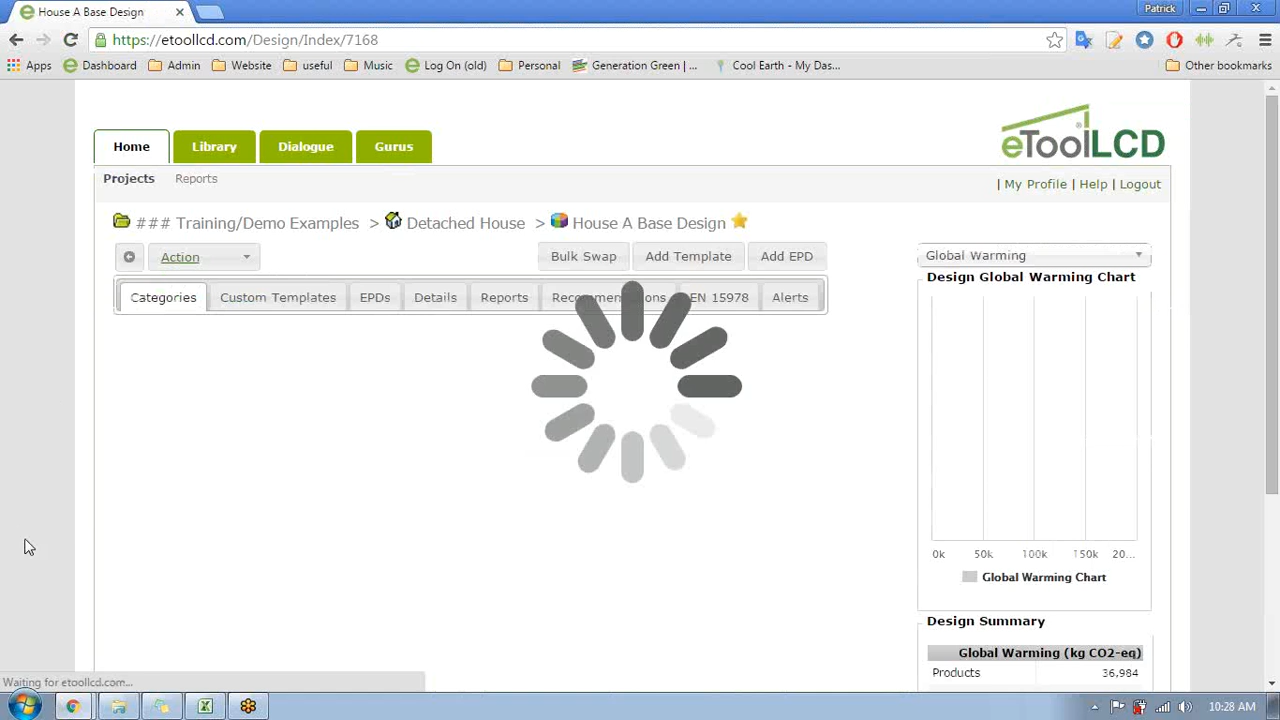 House A Base Design
Patrick
https://etoollcd.com/Design/Index/7168
Apps Dashboard Admin Website useful Music Log On (old) Personal Generation Green | ... Cool Earth - My Das... Other bookmarks
Home Library Dialogue Gurus
eToolLCD
Projects Reports
| My Profile | Help | Logout
### Training/Demo Examples > Detached House > House A Base Design
Action Bulk Swap Add Template Add EPD
Global Warming
Design Global Warming Chart
Categories Custom Templates EPDs Details Reports Recommendations EN 15978 Alerts
0k 50k 100k 150k 20...
Global Warming Chart
Design Summary
Global Warming (kg CO2-eq)
Products 36,984
Waiting for etoollcd.com...
10:28 AM